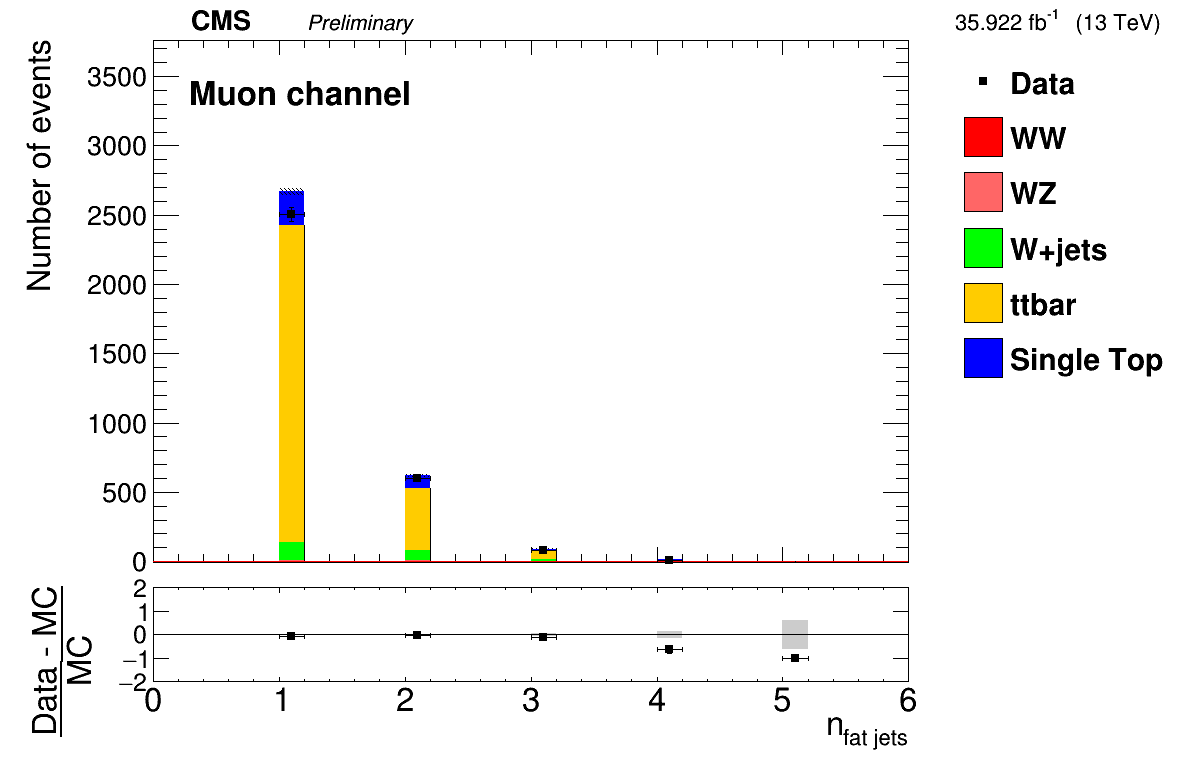 CMS Preliminary 35.922 fb-1 (13 TeV)
Number of events
3500
3000
2500
2000
1500
1000
500
0
Muon channel
Data
WW
WZ
W+jets
ttbar
Single Top
Data - MC
MC
2
1
0
−1
−2
0 1 2 3 4 5 6
nfat jets